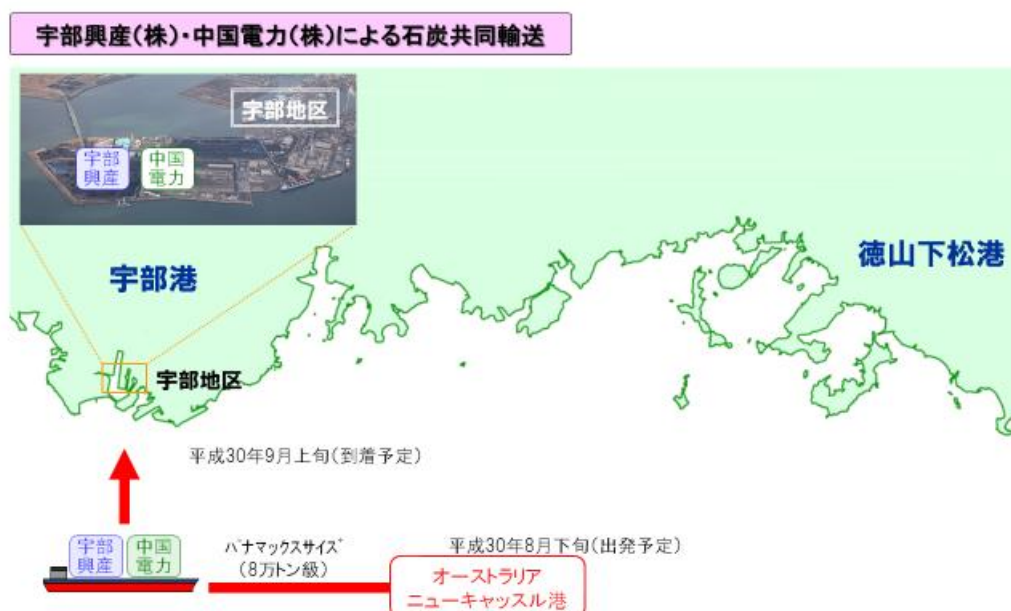 宇部興産(株)・中国電力(株)による石炭共同輸送
宇部地区
宇部
興産
中国
電力
宇部港
徳山下松港
宇部地区
平成30年9月上旬(到着予定)
宇部
興産
中国
電力
パナマックスサイズ
(8万トン級)
平成30年8月下旬(出発予定)
オーストラリア
ニューキャッスル港